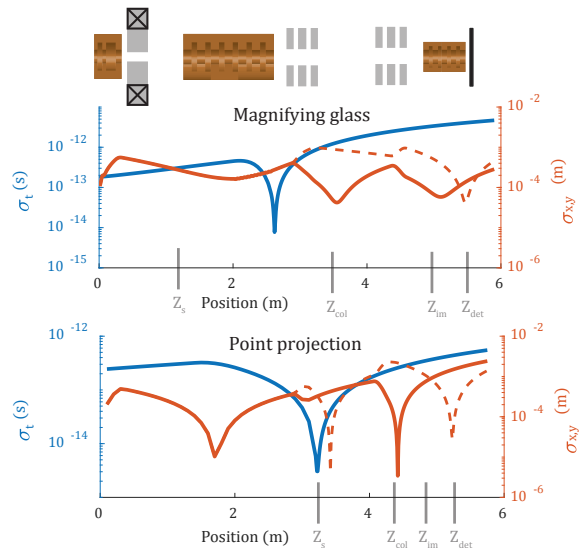 Magnifying glass
10 -12
10 -13
10 -14
10 -15
σt (s)
10 -2
10 -4
10 -6
σx,y (m)
0 2 4 6
Position (m)
Zs Zcol Zim Zdet
Point projection
10 -12
10 -14
σt (s)
10 -2
10 -4
10 -6
σx,y (m)
0 2 4 6
Position (m)
Zs Zcol Zim Zdet